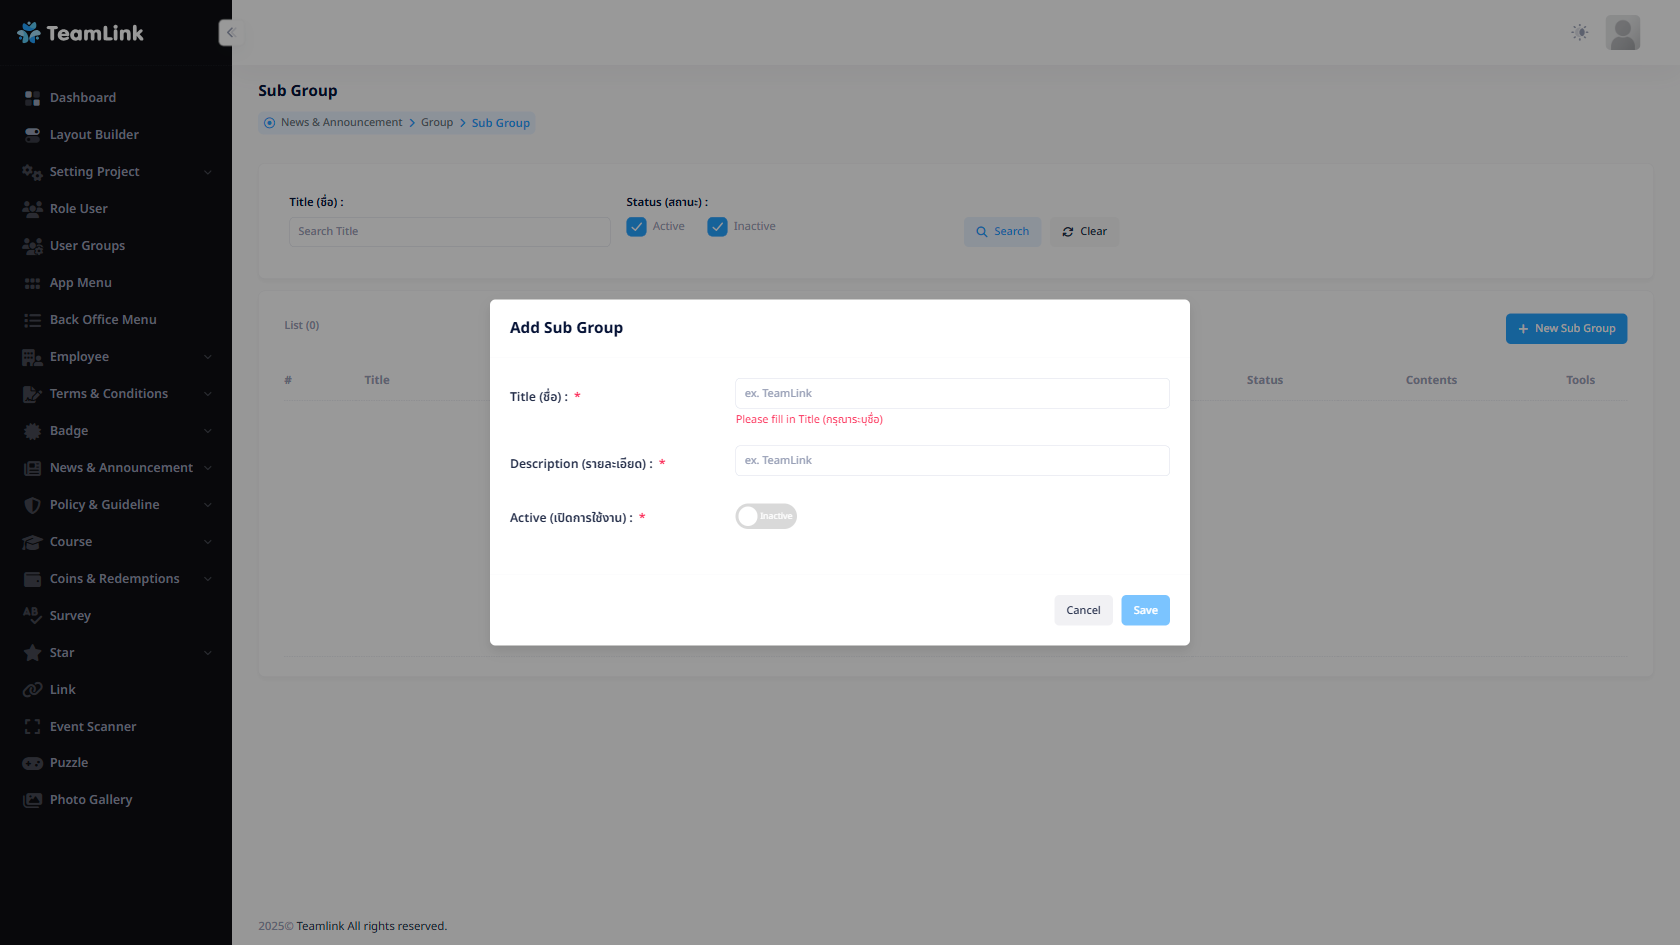 TeamLink
Dashboard
Layout Builder
Setting Project
Role User
User Groups
App Menu
Back Office Menu
Employee
Terms & Conditions
Badge
News & Announcement
Policy & Guideline
Course
Coins & Redemptions
Survey
Star
Link
Event Scanner
Puzzle
Photo Gallery
Sub Group
News & Announcement > Group > Sub Group
Title (ชื่อ) :
Search Title
Status (สถานะ) :
Active
Inactive
Search
Clear
List (0)
New Sub Group
# Title Status Contents Tools
Add Sub Group
Title (ชื่อ) : *
ex. TeamLink
Please fill in Title (กรุณาระบุชื่อ)
Description (รายละเอียด) : *
ex. TeamLink
Active (เปิดการใช้งาน) : *
Inactive
Cancel
Save
2025© Teamlink All rights reserved.